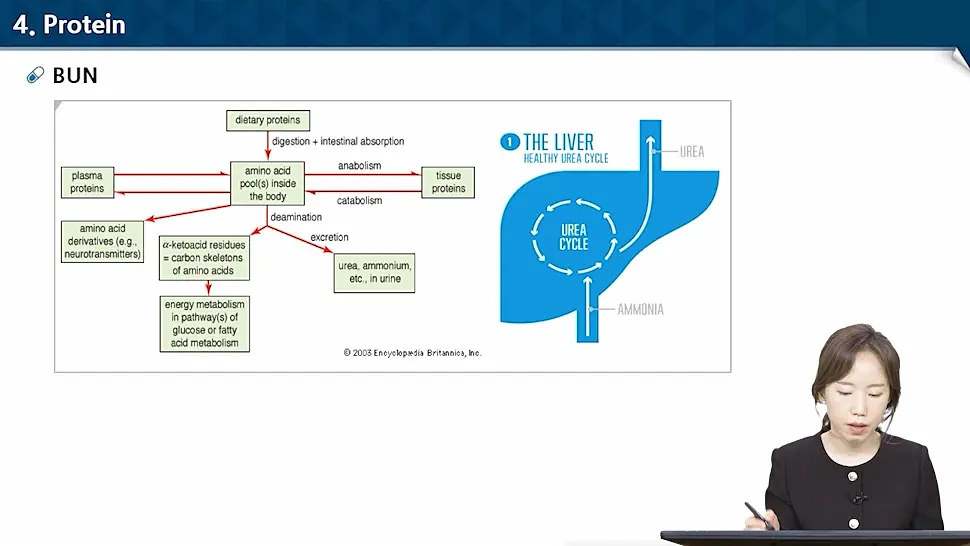 4. Protein
BUN
dietary proteins
digestion + intestinal absorption
plasma
proteins
amino acid
pool(s) inside
the body
anabolism
catabolism
tissue
proteins
deamination
excretion
amino acid
derivatives (e.g.,
neurotransmitters)
α-ketoacid residues
= carbon skeletons
of amino acids
urea, ammonium,
etc., in urine
energy metabolism
in pathway(s) of
glucose or fatty
acid metabolism
© 2003 Encyclopædia Britannica, Inc.
1 THE LIVER
HEALTHY UREA CYCLE
UREA
UREA
CYCLE
AMMONIA